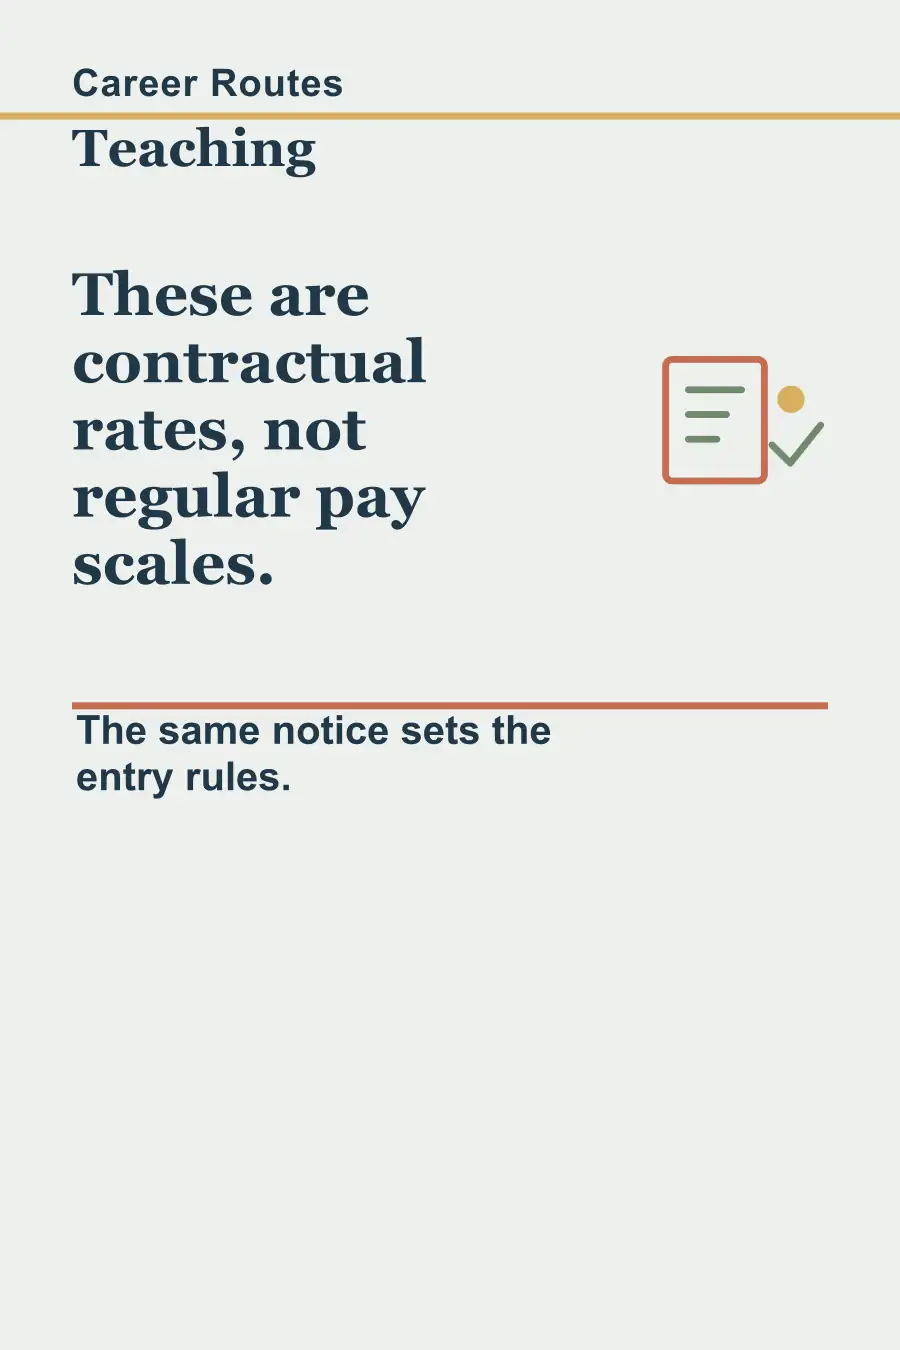 Career Routes
Teaching
These are
contractual
rates, not
regular pay
scales.
The same notice sets the
entry rules.